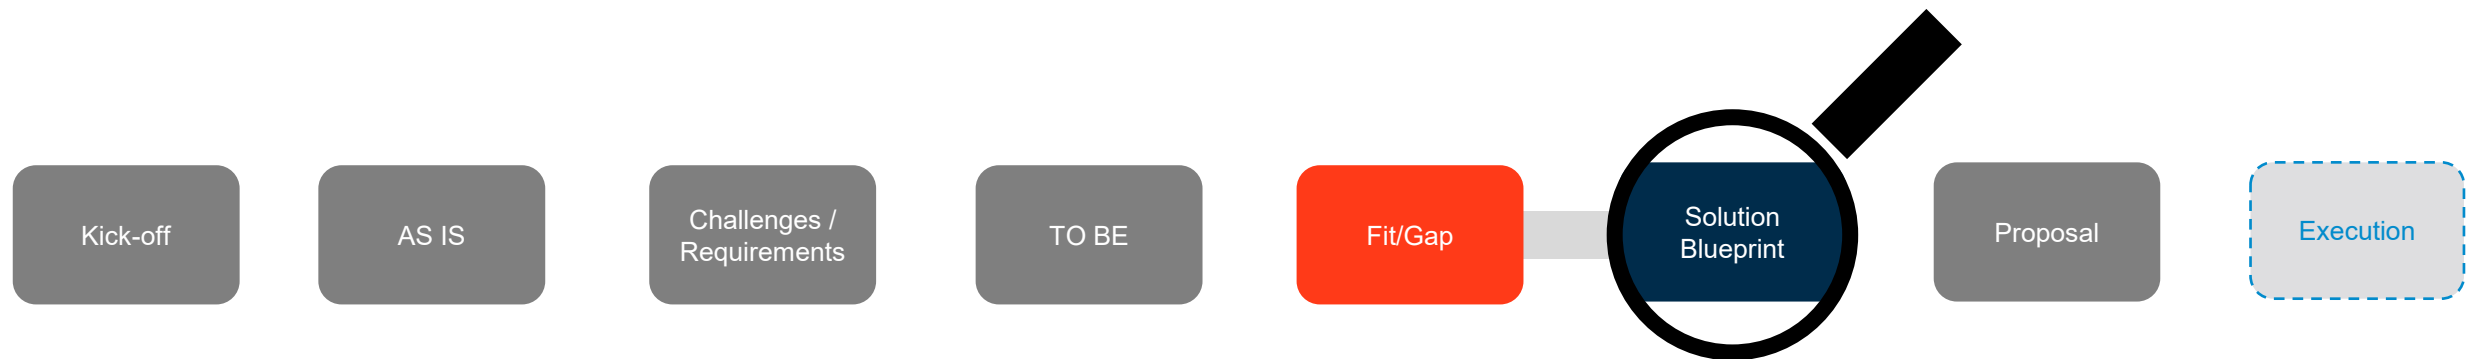 Kick-off
AS IS
Challenges /
Requirements
TO BE
Fit/Gap
Solution
Blueprint
Proposal
Execution